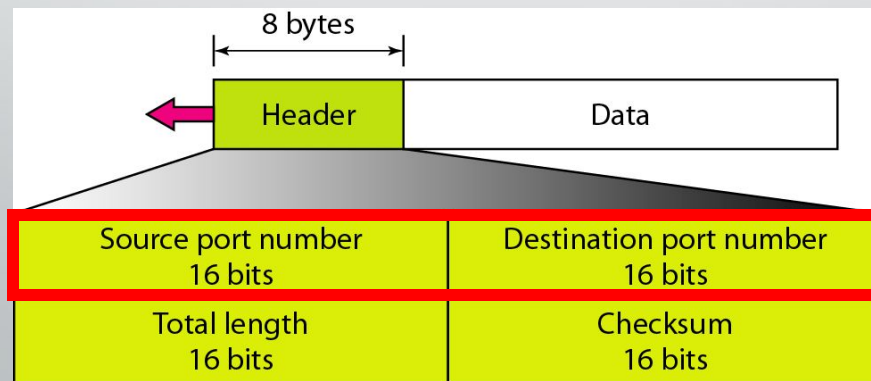 8 bytes
Header Data
Source port number Destination port number
16 bits 16 bits
Total length Checksum
16 bits 16 bits